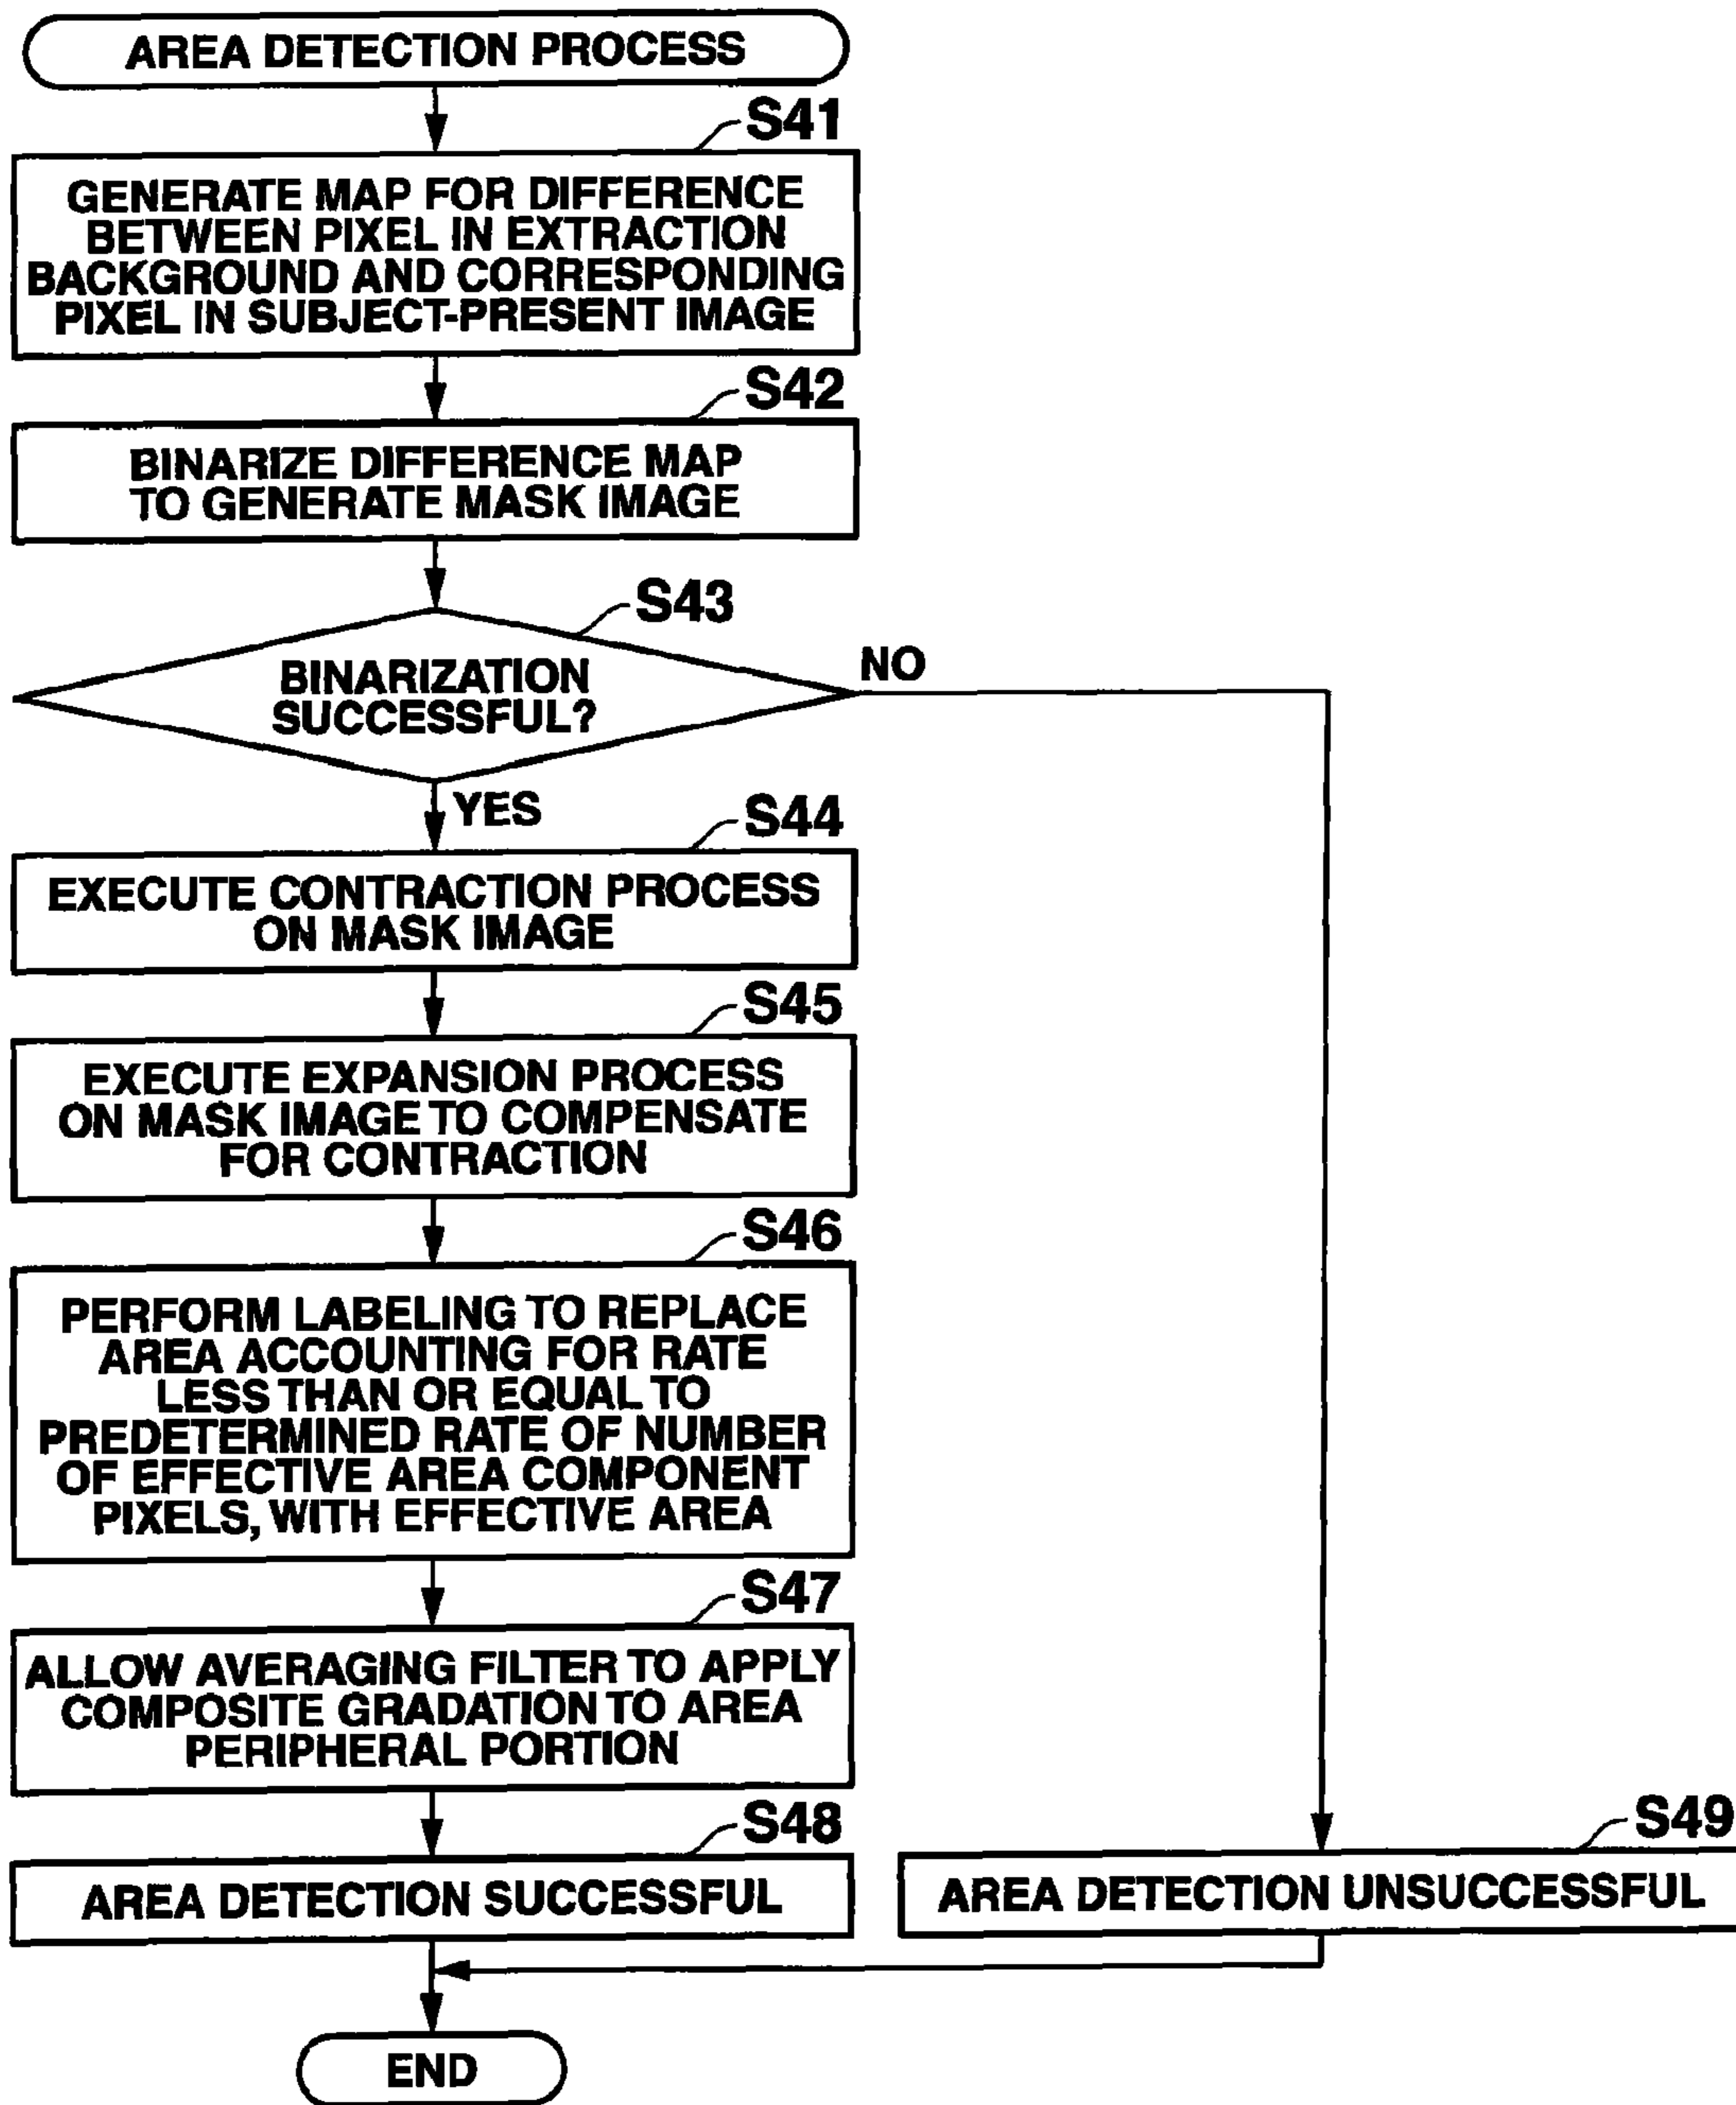 AREA DETECTION PROCESS
S41
GENERATE MAP FOR DIFFERENCE
BETWEEN PIXEL IN EXTRACTION
BACKGROUND AND CORRESPONDING
PIXEL IN SUBJECT-PRESENT IMAGE
S42
BINARIZE DIFFERENCE MAP
TO GENERATE MASK IMAGE
S43
BINARIZATION
SUCCESSFUL?
NO
YES
S44
EXECUTE CONTRACTION PROCESS
ON MASK IMAGE
S45
EXECUTE EXPANSION PROCESS
ON MASK IMAGE TO COMPENSATE
FOR CONTRACTION
S46
PERFORM LABELING TO REPLACE
AREA ACCOUNTING FOR RATE
LESS THAN OR EQUAL TO
PREDETERMINED RATE OF NUMBER
OF EFFECTIVE AREA COMPONENT
PIXELS, WITH EFFECTIVE AREA
S47
ALLOW AVERAGING FILTER TO APPLY
COMPOSITE GRADATION TO AREA
PERIPHERAL PORTION
S48
AREA DETECTION SUCCESSFUL
S49
AREA DETECTION UNSUCCESSFUL
END